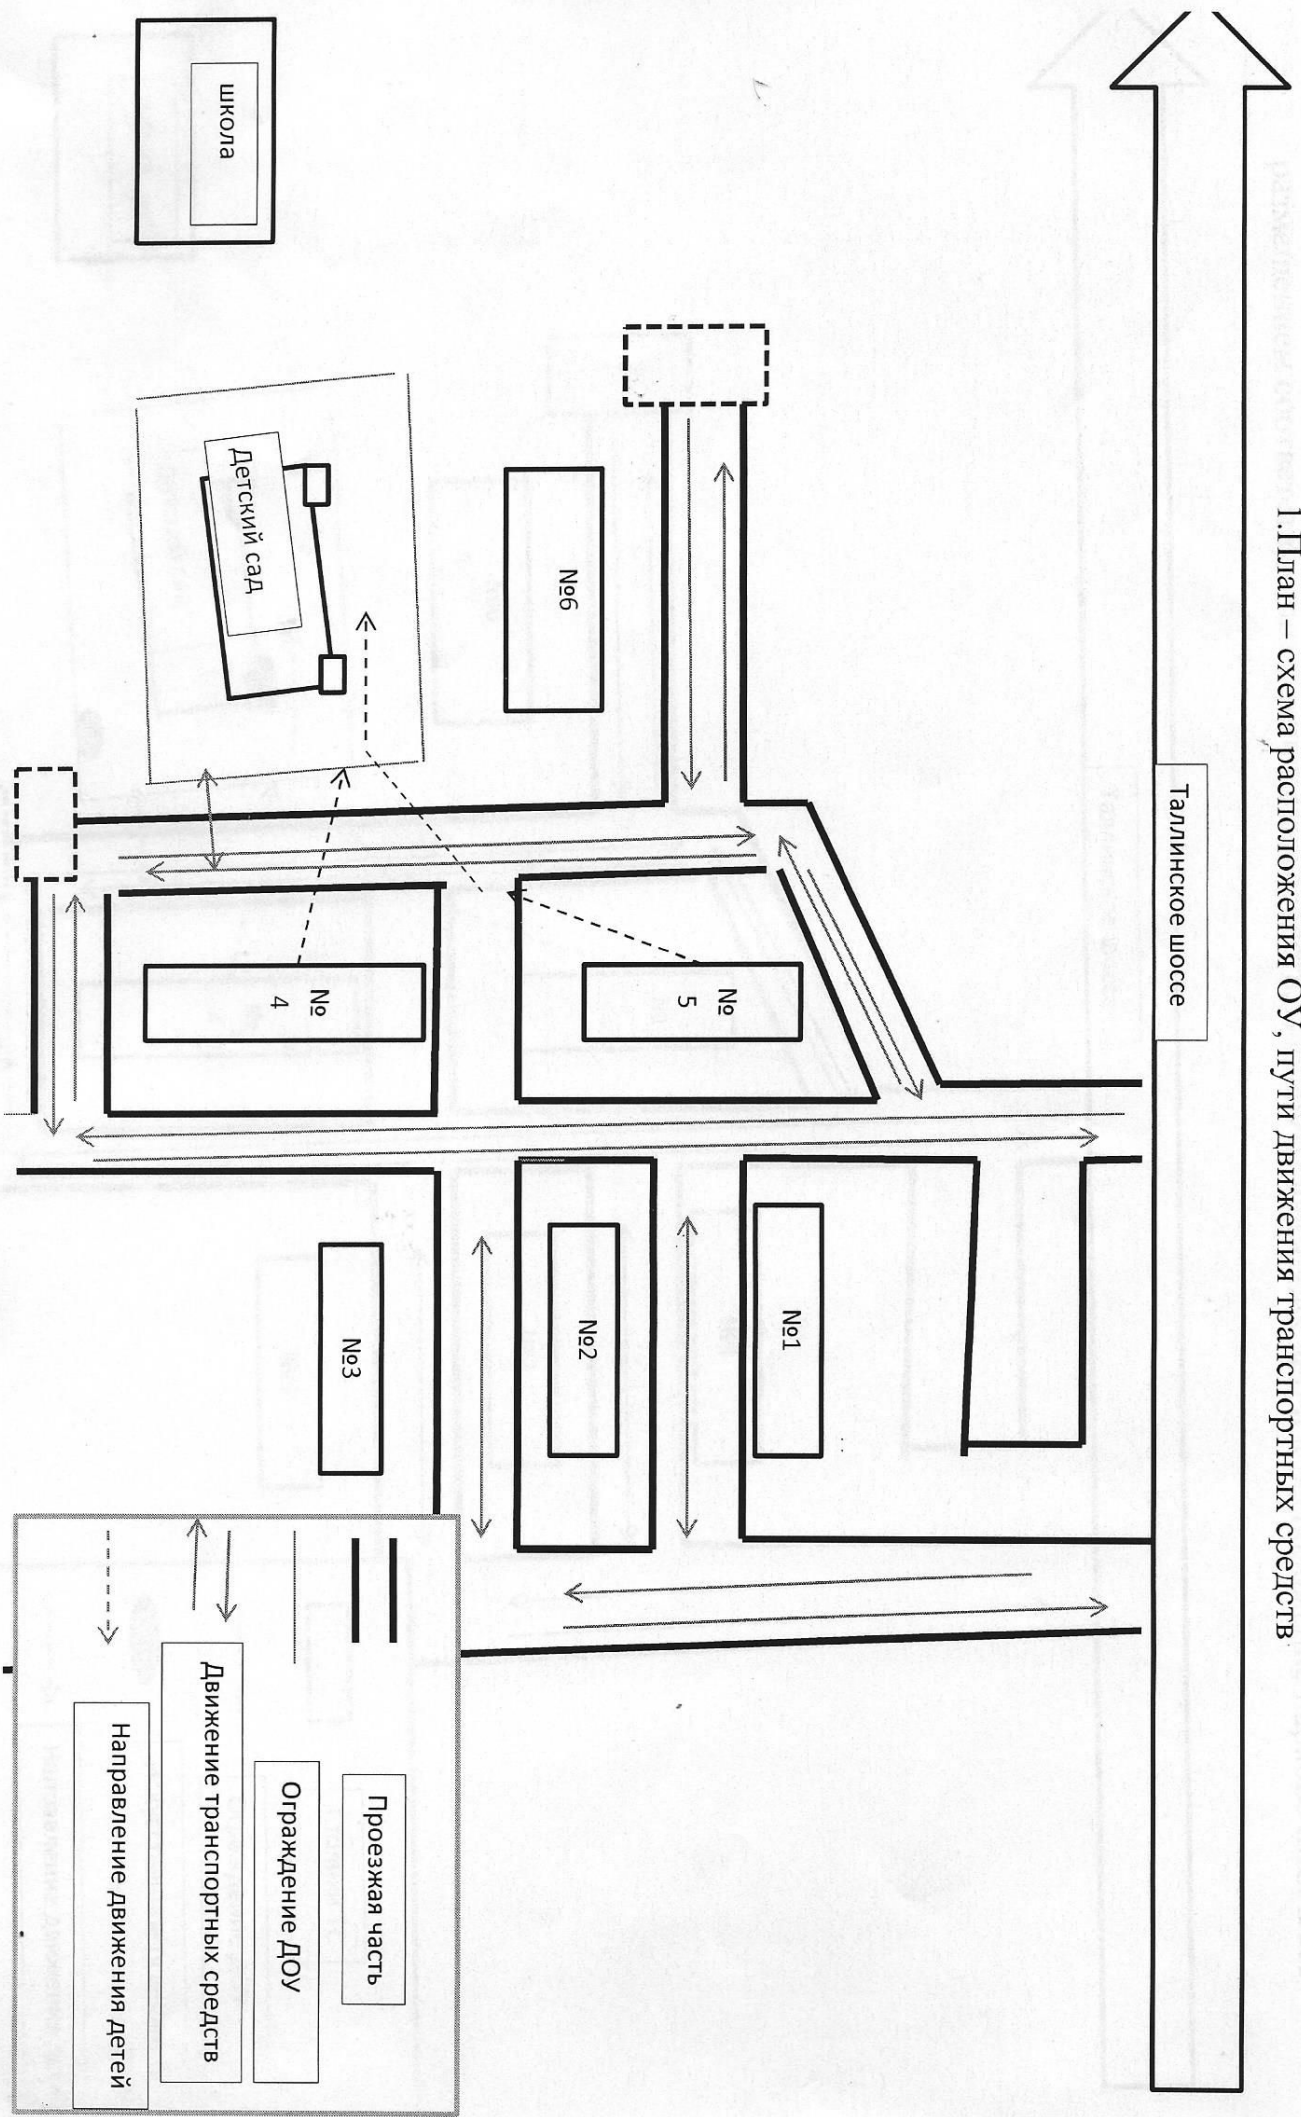 1.План – схема расположения ОУ, пути движения транспортных средств
Таллинское шоссе
школа
Детский сад
№6
№
5
№
4
№1
№2
№3
Проезжая часть
Ограждение ДОУ
Движение транспортных средств
Направление движения детей